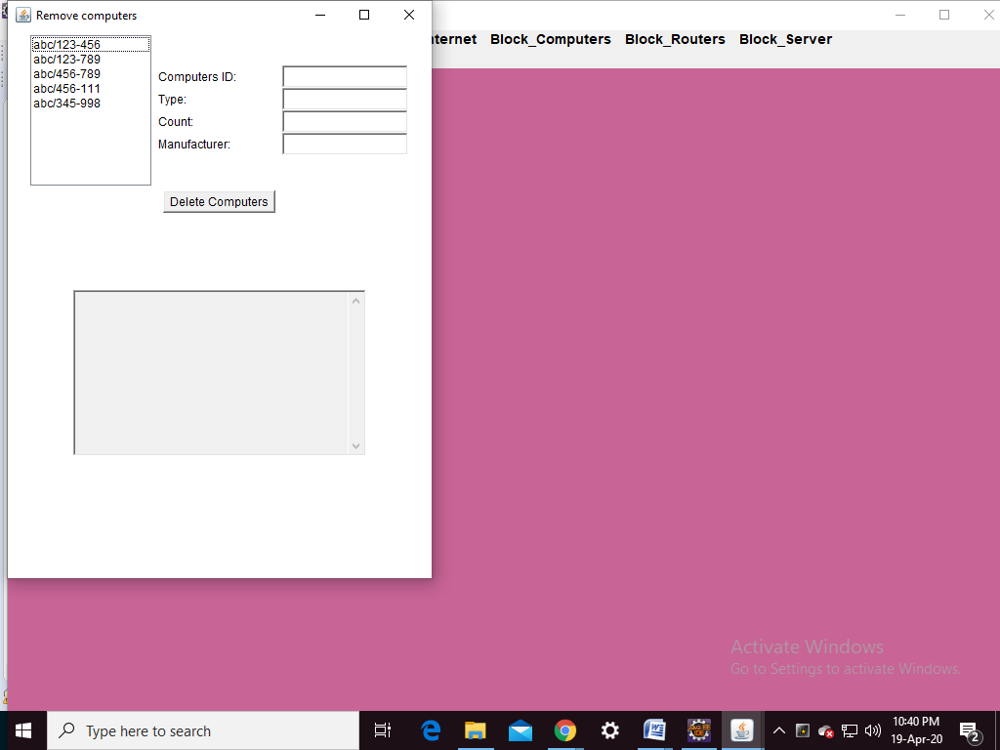 Remove computers
nternet Block_Computers Block_Routers Block_Server
abc/123-456
abc/123-789
abc/456-789
abc/456-111
abc/345-998
Computers ID:
Type:
Count:
Manufacturer:
Delete Computers
Activate Windows
Go to Settings to activate Windows.
Type here to search
10:40 PM
19-Apr-20
2